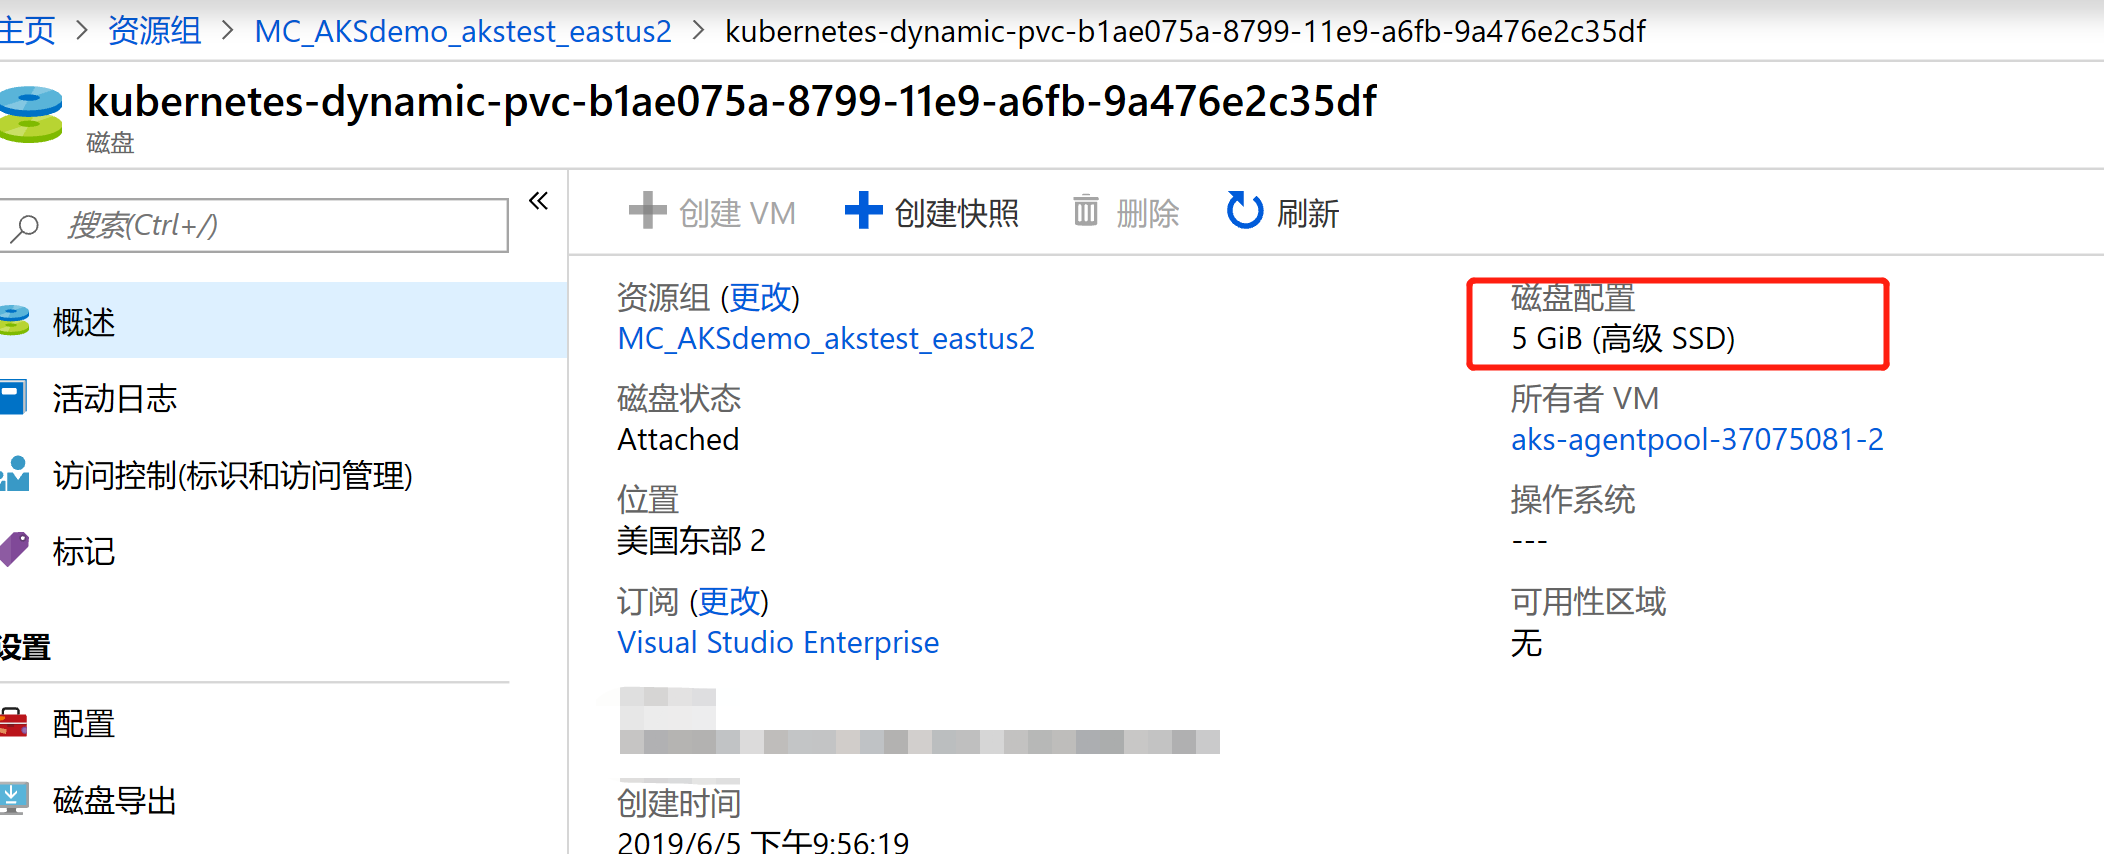 主页 > 资源组 > MC_AKSdemo_akstest_eastus2 > kubernetes-dynamic-pvc-b1ae075a-8799-11e9-a6fb-9a476e2c35df
kubernetes-dynamic-pvc-b1ae075a-8799-11e9-a6fb-9a476e2c35df
磁盘
搜索(Ctrl+/)
«
概述
活动日志
访问控制(标识和访问管理)
标记
设置
配置
磁盘导出
创建 VM
创建快照
删除
刷新
资源组 (更改)
MC_AKSdemo_akstest_eastus2
磁盘状态
Attached
位置
美国东部 2
订阅 (更改)
Visual Studio Enterprise
创建时间
2019/6/5 下午9:56:19
磁盘配置
5 GiB (高级 SSD)
所有者 VM
aks-agentpool-37075081-2
操作系统
---
可用性区域
无